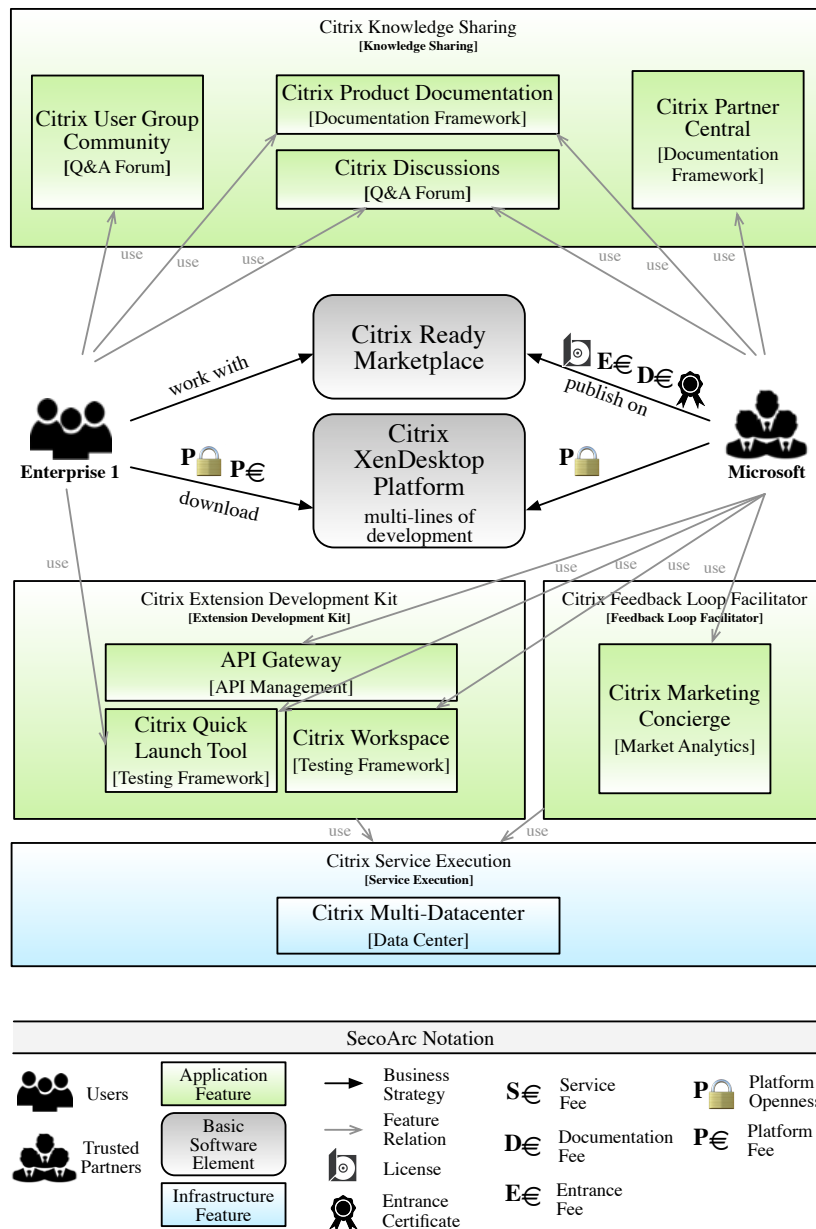 Citrix Knowledge Sharing
[Knowledge Sharing]
Citrix User Group
Community
[Q&A Forum]
Citrix Product Documentation
[Documentation Framework]
Citrix Discussions
[Q&A Forum]
Citrix Partner
Central
[Documentation
Framework]
use
use
use
use
use
use
Citrix Ready
Marketplace
work with
E€
D€
publish on
Enterprise 1
Citrix
XenDesktop
Platform
multi-lines of
development
P
P€
download
P
Microsoft
use
use
use
use
use
Citrix Extension Development Kit
[Extension Development Kit]
API Gateway
[API Management]
Citrix Quick
Launch Tool
[Testing Framework]
Citrix Workspace
[Testing Framework]
Citrix Feedback Loop Facilitator
[Feedback Loop Facilitator]
Citrix Marketing
Concierge
[Market Analytics]
use
use
Citrix Service Execution
[Service Execution]
Citrix Multi-Datacenter
[Data Center]
SecoArc Notation
Users
Trusted
Partners
Application
Feature
Basic
Software
Element
Infrastructure
Feature
Business
Strategy
Feature
Relation
License
Entrance
Certificate
S€ Service
Fee
D€ Documentation
Fee
E€ Entrance
Fee
P Platform
Openness
P€ Platform
Fee